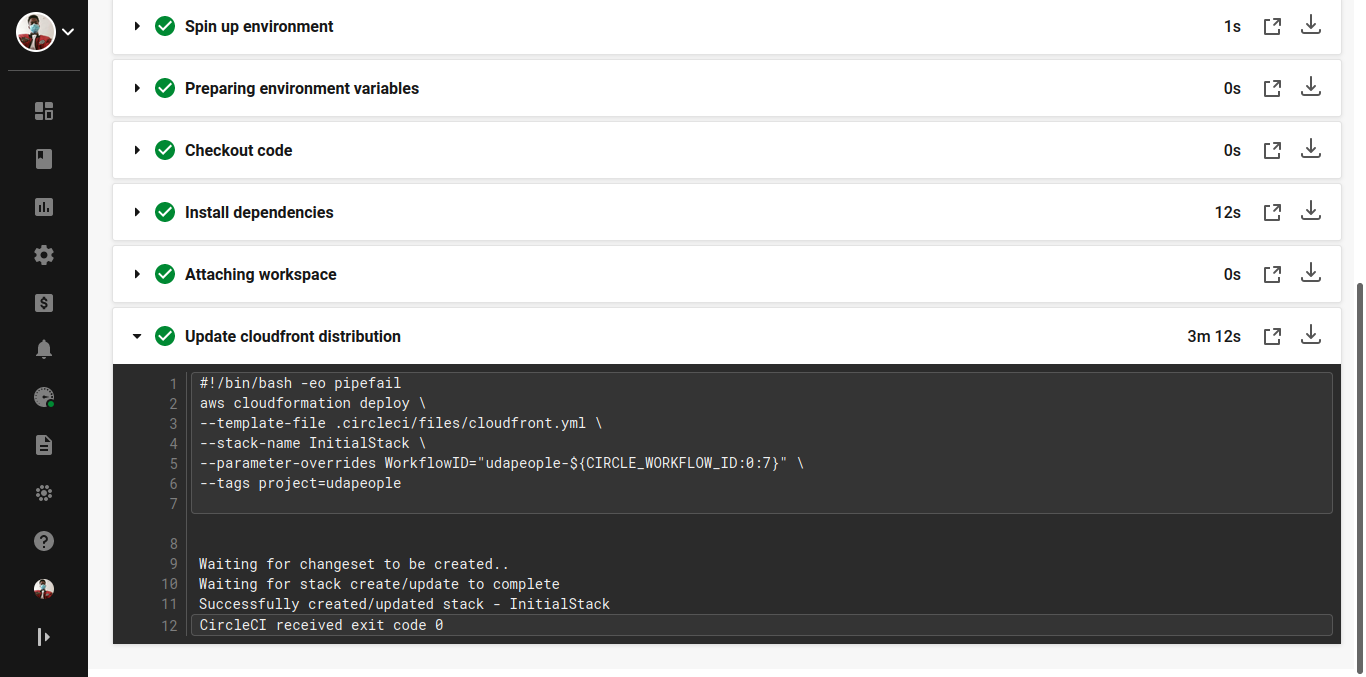 Spin up environment 1s
Preparing environment variables 0s
Checkout code 0s
Install dependencies 12s
Attaching workspace 0s
Update cloudfront distribution 3m 12s
1 #!/bin/bash -eo pipefail
2 aws cloudformation deploy \
3 --template-file .circleci/files/cloudfront.yml \
4 --stack-name InitialStack \
5 --parameter-overrides WorkflowID="udapeople-${CIRCLE_WORKFLOW_ID:0:7}" \
6 --tags project=udapeople
7
8
9 Waiting for changeset to be created..
10 Waiting for stack create/update to complete
11 Successfully created/updated stack - InitialStack
12 CircleCI received exit code 0